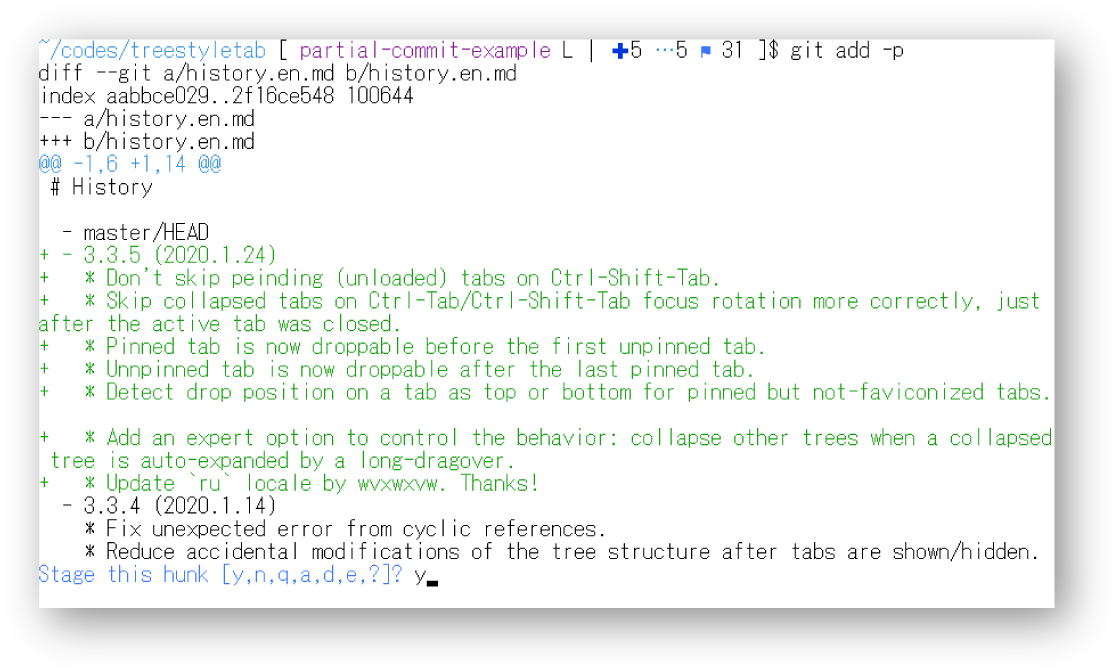 ~/codes/treestyletab [ partial-commit-example L | ✚5 …5 ⚑ 31 ]$ git add -p
diff --git a/history.en.md b/history.en.md
index aabbce029..2f16ce548 100644
--- a/history.en.md
+++ b/history.en.md
@@ -1,6 +1,14 @@
 # History

  - master/HEAD
+ - 3.3.5 (2020.1.24)
+   * Don't skip peinding (unloaded) tabs on Ctrl-Shift-Tab.
+   * Skip collapsed tabs on Ctrl-Tab/Ctrl-Shift-Tab focus rotation more correctly, just
after the active tab was closed.
+   * Pinned tab is now droppable before the first unpinned tab.
+   * Unnpinned tab is now droppable after the last pinned tab.
+   * Detect drop position on a tab as top or bottom for pinned but not-faviconized tabs.

+   * Add an expert option to control the behavior: collapse other trees when a collapsed
 tree is auto-expanded by a long-dragover.
+   * Update `ru` locale by wvxwxvw. Thanks!
  - 3.3.4 (2020.1.14)
    * Fix unexpected error from cyclic references.
    * Reduce accidental modifications of the tree structure after tabs are shown/hidden.
Stage this hunk [y,n,q,a,d,e,?]? y